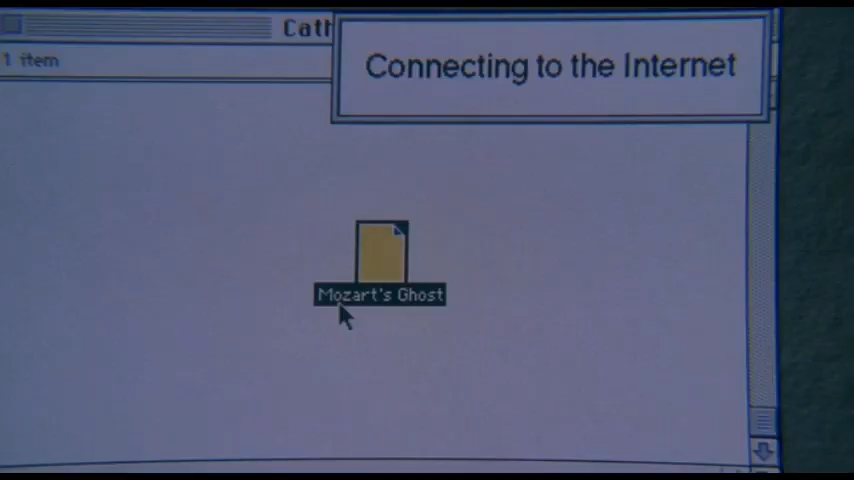 Cath
Connecting to the Internet
1 item
Mozart's Ghost